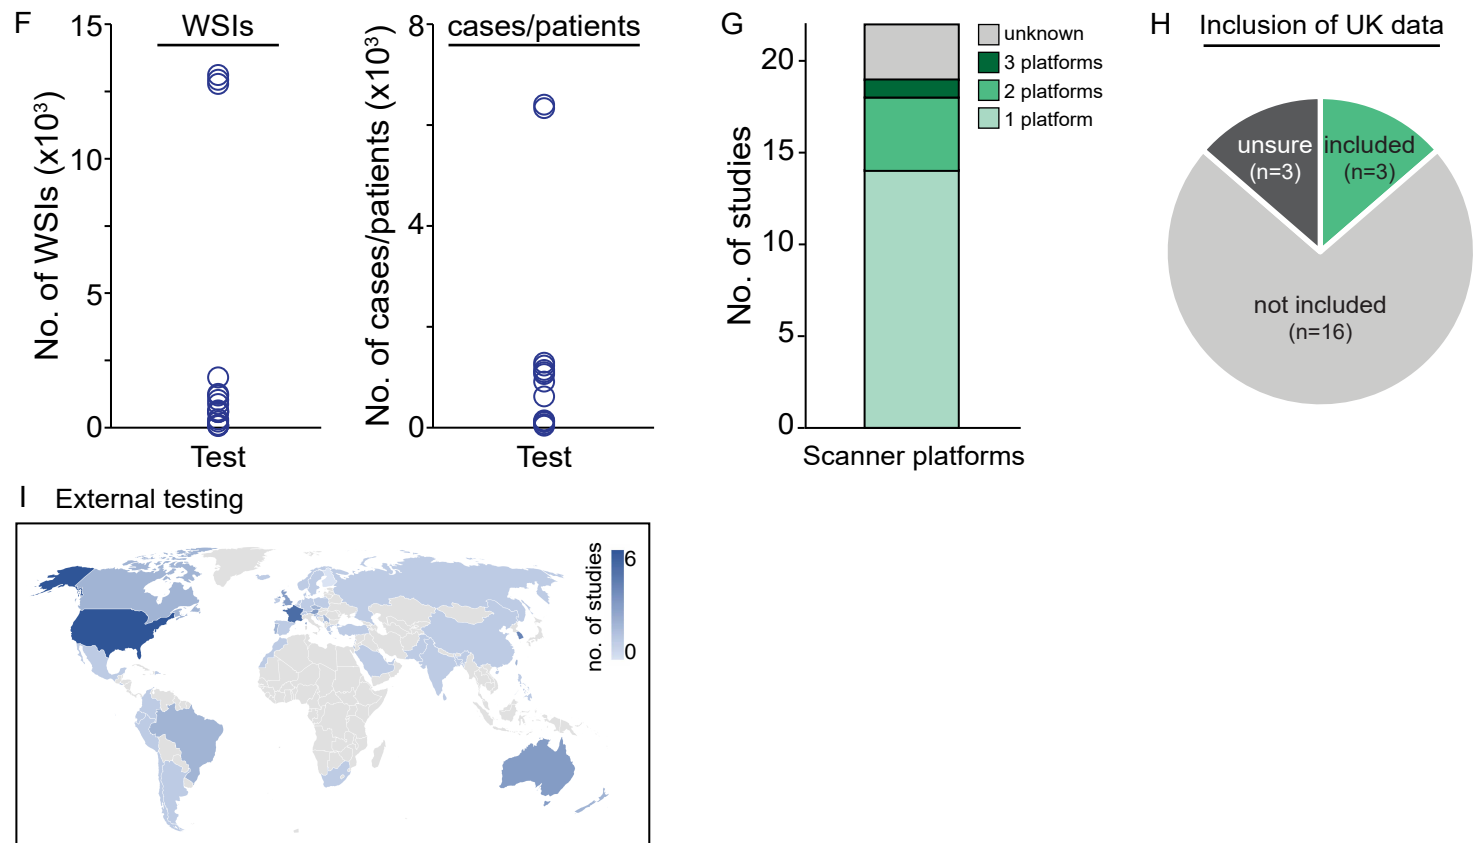 F
WSIs
No. of WSIs (x10³)
15
10
5
0
Test
cases/patients
No. of cases/patients (x10³)
8
4
0
Test
G
No. of studies
20
15
10
5
0
Scanner platforms
unknown
3 platforms
2 platforms
1 platform
H
Inclusion of UK data
unsure
(n=3)
included
(n=3)
not included
(n=16)
I
External testing
no. of studies
6
0